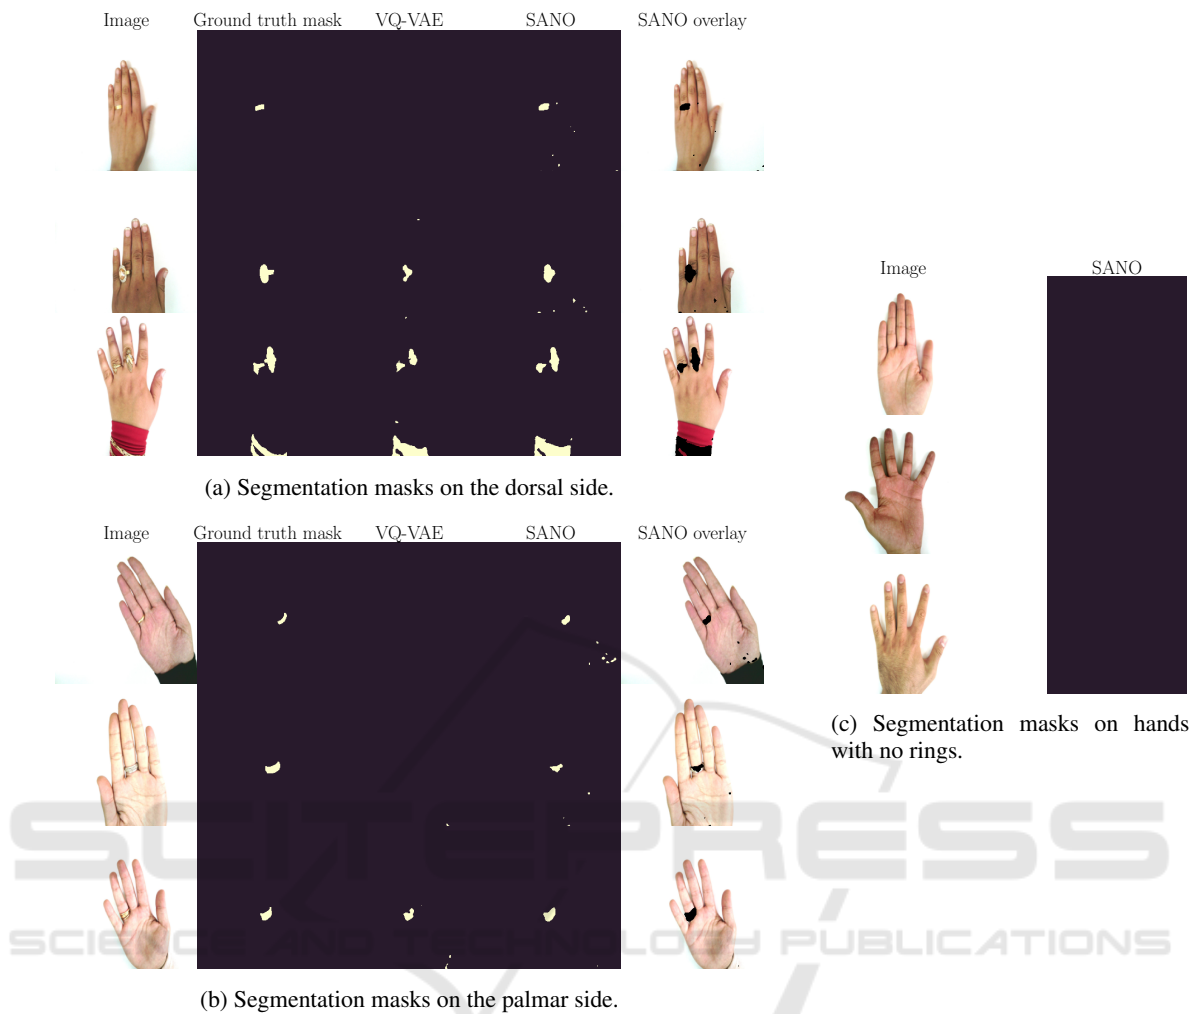 Image Ground truth mask VQ-VAE SANO SANO overlay
(a) Segmentation masks on the dorsal side.
Image Ground truth mask VQ-VAE SANO SANO overlay
(b) Segmentation masks on the palmar side.
Image SANO
(c) Segmentation masks on hands
with no rings.
SCITEPRESS
SCIENCE AND TECHNOLOGY PUBLICATIONS